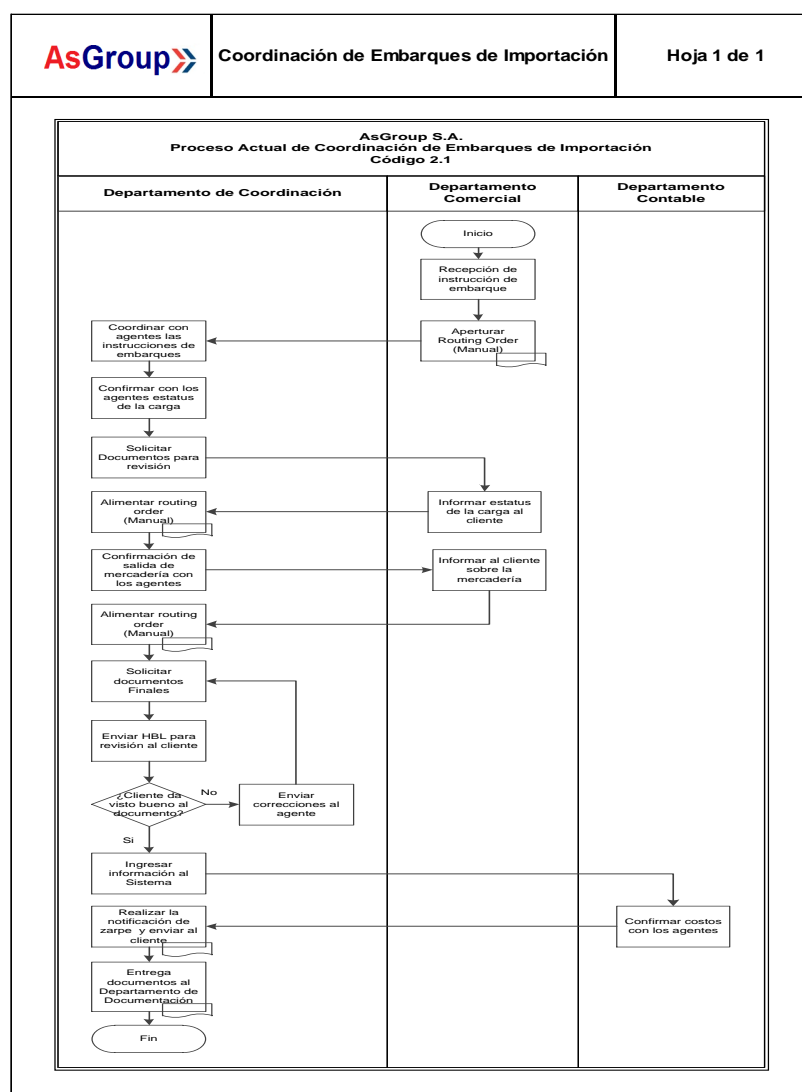 AsGroup
Coordinación de Embarques de Importación
Hoja 1 de 1
AsGroup S.A.
Proceso Actual de Coordinación de Embarques de Importación
Código 2.1
Departamento de Coordinación
Departamento
Comercial
Departamento
Contable
Inicio
Recepción de
instrucción de
embarque
Aperturar
Routing Order
(Manual)
Coordinar con
agentes las
instrucciones de
embarques
Confirmar con los
agentes estatus
de la carga
Solicitar
Documentos para
revisión
Informar estatus
de la carga al
cliente
Alimentar routing
order
(Manual)
Confirmación de
salida de
mercadería con
los agentes
Informar al cliente
sobre la
mercadería
Alimentar routing
order
(Manual)
Solicitar
documentos
Finales
Enviar HBL para
revisión al cliente
¿Cliente da
visto bueno al
documento?
No
Enviar
correcciones al
agente
Si
Ingresar
información al
Sistema
Confirmar costos
con los agentes
Realizar la
notificación de
zarpe y enviar al
cliente
Entrega
documentos al
Departamento de
Documentación
Fin